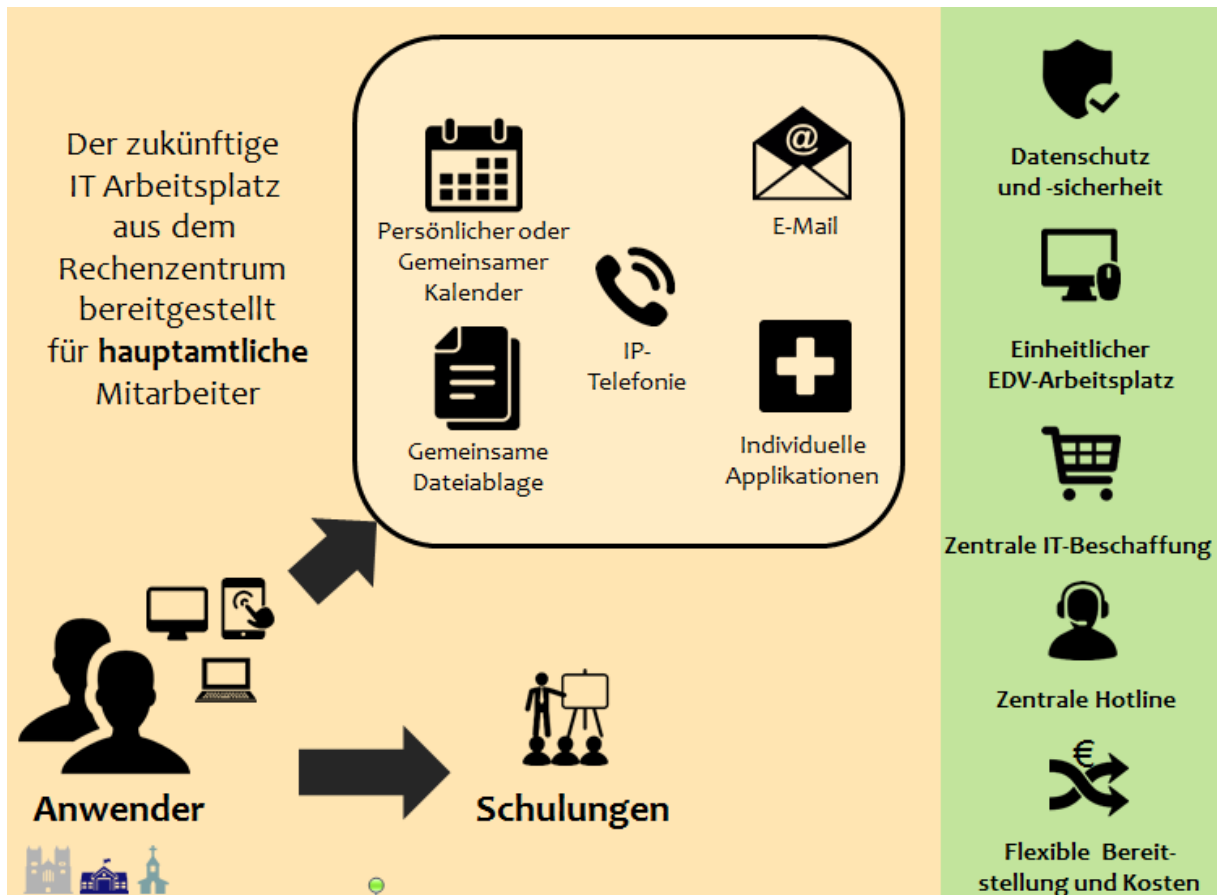 Der zukünftige
IT Arbeitsplatz
aus dem
Rechenzentrum
bereitgestellt
für hauptamtliche
Mitarbeiter
Persönlicher oder
Gemeinsamer
Kalender
@
E-Mail
IP-
Telefonie
Gemeinsame
Dateiablage
Individuelle
Applikationen
Anwender
Schulungen
Datenschutz
und -sicherheit
Einheitlicher
EDV-Arbeitsplatz
Zentrale IT-Beschaffung
Zentrale Hotline
€
Flexible Bereit-
stellung und Kosten